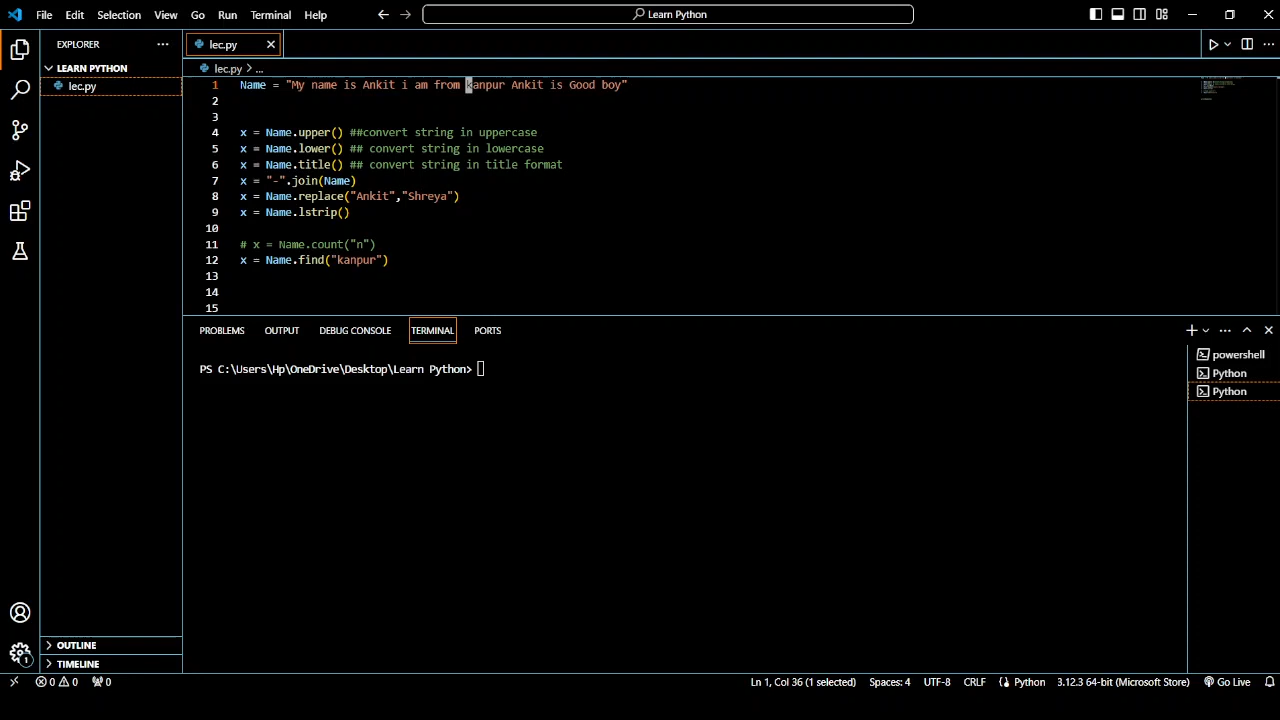 File Edit Selection View Go Run Terminal Help Learn Python
EXPLORER ... lec.py
LEARN PYTHON lec.py > ...
lec.py
1 Name = "My name is Ankit i am from kanpur Ankit is Good boy"
2
3
4 x = Name.upper() ##convert string in uppercase
5 x = Name.lower() ## convert string in lowercase
6 x = Name.title() ## convert string in title format
7 x = "-".join(Name)
8 x = Name.replace("Ankit","Shreya")
9 x = Name.lstrip()
10
11 # x = Name.count("n")
12 x = Name.find("kanpur")
13
14
15
PROBLEMS OUTPUT DEBUG CONSOLE TERMINAL PORTS
PS C:\Users\Hp\OneDrive\Desktop\Learn Python>
powershell
Python
Python
OUTLINE
TIMELINE
1
0 0 0 Ln 1, Col 36 (1 selected) Spaces: 4 UTF-8 CRLF Python 3.12.3 64-bit (Microsoft Store) Go Live